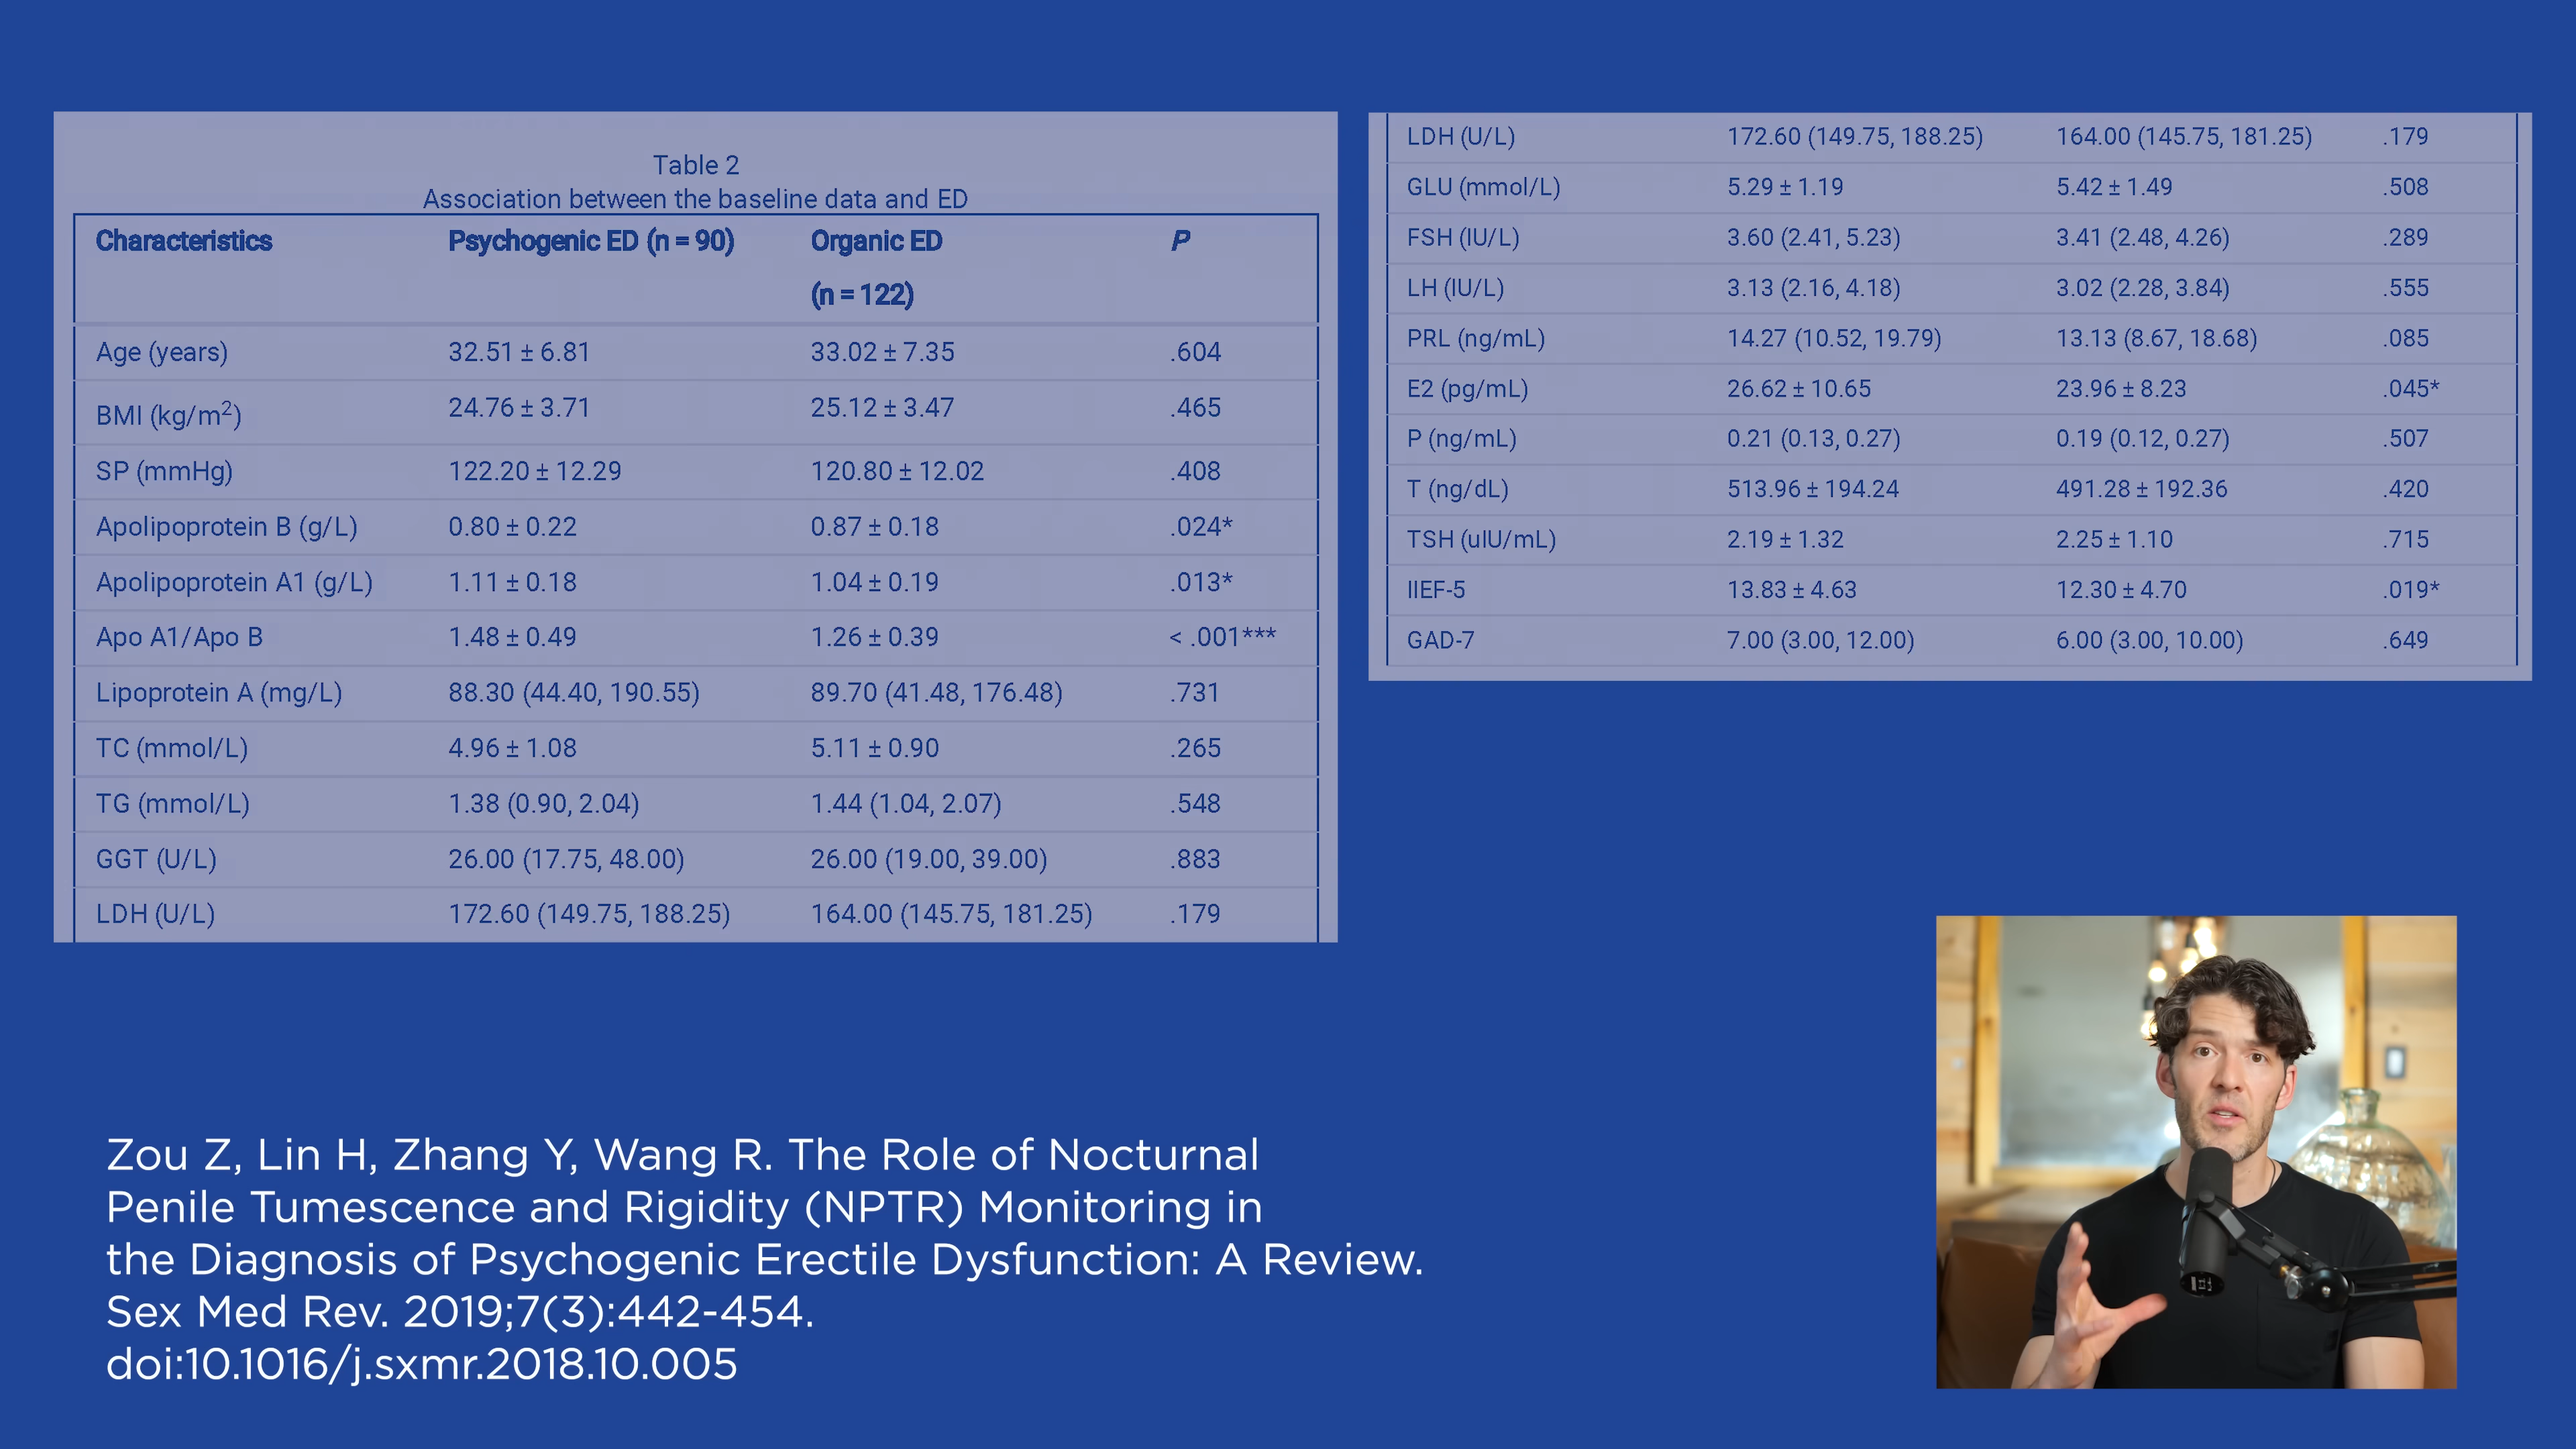 Table 2
Association between the baseline data and ED
Characteristics Psychogenic ED (n = 90) Organic ED (n = 122) P
Age (years) 32.51 ± 6.81 33.02 ± 7.35 .604
BMI (kg/m²) 24.76 ± 3.71 25.12 ± 3.47 .465
SP (mmHg) 122.20 ± 12.29 120.80 ± 12.02 .408
Apolipoprotein B (g/L) 0.80 ± 0.22 0.87 ± 0.18 .024*
Apolipoprotein A1 (g/L) 1.11 ± 0.18 1.04 ± 0.19 .013*
Apo A1/Apo B 1.48 ± 0.49 1.26 ± 0.39 < .001***
Lipoprotein A (mg/L) 88.30 (44.40, 190.55) 89.70 (41.48, 176.48) .731
TC (mmol/L) 4.96 ± 1.08 5.11 ± 0.90 .265
TG (mmol/L) 1.38 (0.90, 2.04) 1.44 (1.04, 2.07) .548
GGT (U/L) 26.00 (17.75, 48.00) 26.00 (19.00, 39.00) .883
LDH (U/L) 172.60 (149.75, 188.25) 164.00 (145.75, 181.25) .179
LDH (U/L) 172.60 (149.75, 188.25) 164.00 (145.75, 181.25) .179
GLU (mmol/L) 5.29 ± 1.19 5.42 ± 1.49 .508
FSH (IU/L) 3.60 (2.41, 5.23) 3.41 (2.48, 4.26) .289
LH (IU/L) 3.13 (2.16, 4.18) 3.02 (2.28, 3.84) .555
PRL (ng/mL) 14.27 (10.52, 19.79) 13.13 (8.67, 18.68) .085
E2 (pg/mL) 26.62 ± 10.65 23.96 ± 8.23 .045*
P (ng/mL) 0.21 (0.13, 0.27) 0.19 (0.12, 0.27) .507
T (ng/dL) 513.96 ± 194.24 491.28 ± 192.36 .420
TSH (uIU/mL) 2.19 ± 1.32 2.25 ± 1.10 .715
IIEF-5 13.83 ± 4.63 12.30 ± 4.70 .019*
GAD-7 7.00 (3.00, 12.00) 6.00 (3.00, 10.00) .649
Zou Z, Lin H, Zhang Y, Wang R. The Role of Nocturnal
Penile Tumescence and Rigidity (NPTR) Monitoring in
the Diagnosis of Psychogenic Erectile Dysfunction: A Review.
Sex Med Rev. 2019;7(3):442-454.
doi:10.1016/j.sxmr.2018.10.005